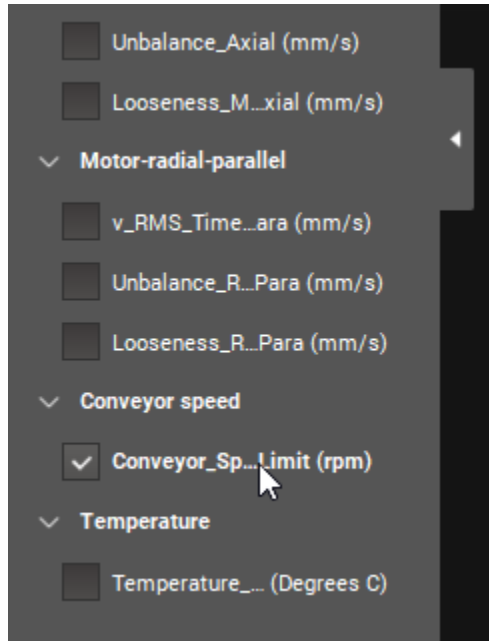 Unbalance_Axial (mm/s)
Looseness_M...xial (mm/s)
Motor-radial-parallel
v_RMS_Time...ara (mm/s)
Unbalance_R...Para (mm/s)
Looseness_R...Para (mm/s)
Conveyor speed
Conveyor_Sp...Limit (rpm)
Temperature
Temperature_... (Degrees C)